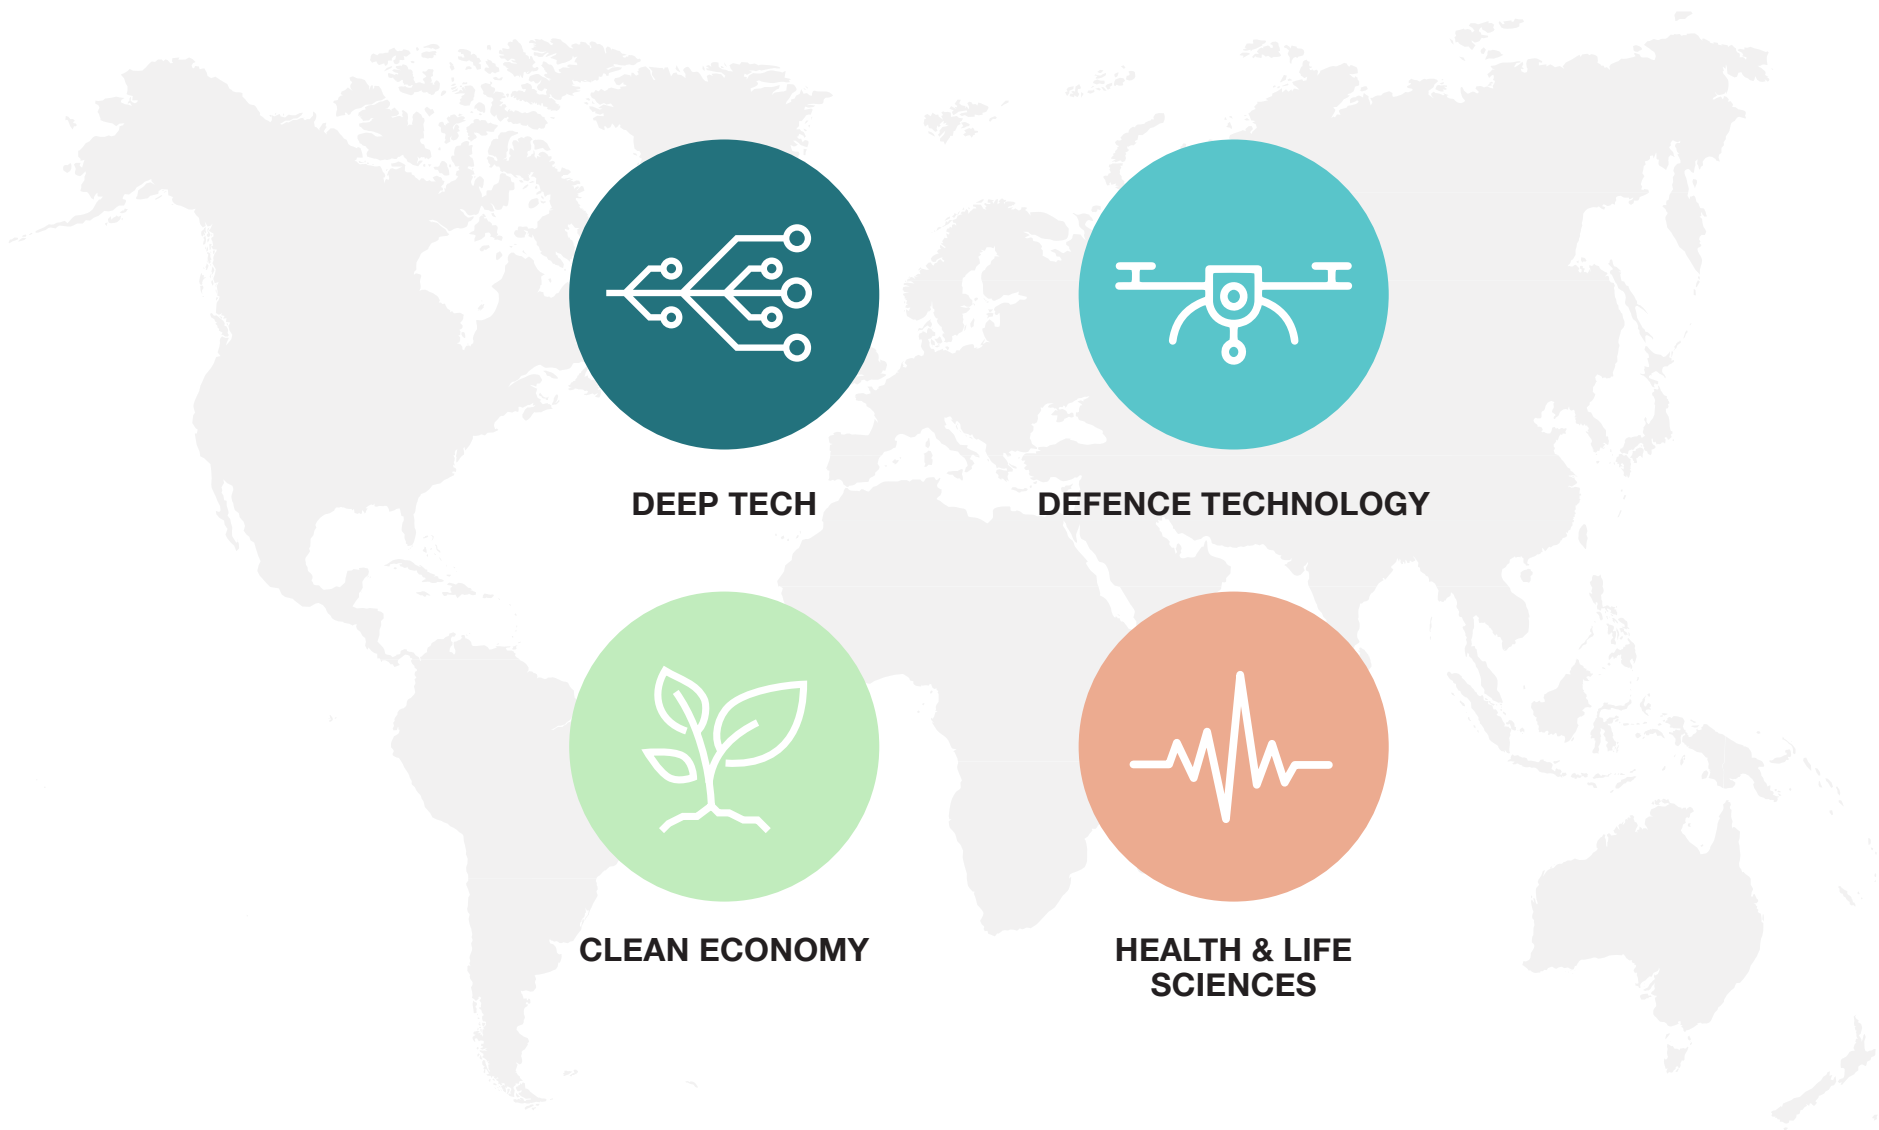 DEEP TECH
DEFENCE TECHNOLOGY
CLEAN ECONOMY
HEALTH & LIFE
SCIENCES